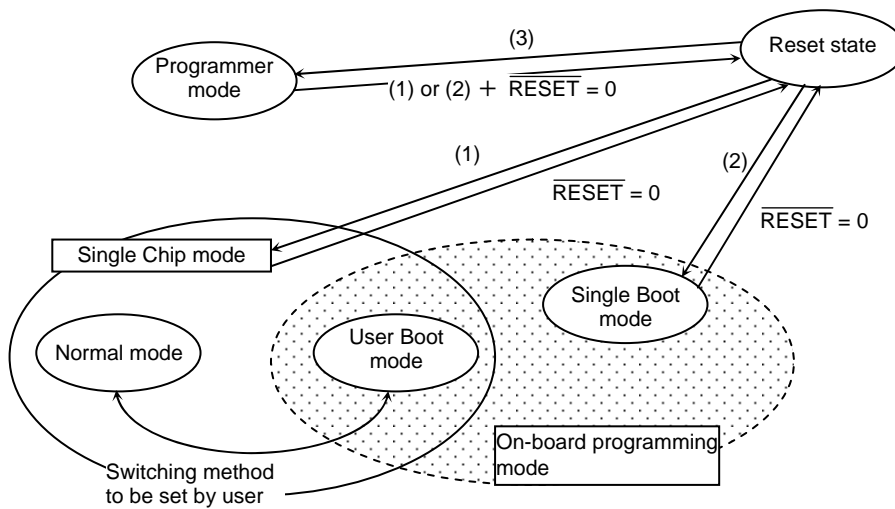 (3)
Reset state
Programmer
mode
(1) or (2) + RESET = 0
(1)
(2)
RESET = 0
RESET = 0
Single Chip mode
Single Boot
mode
Normal mode
User Boot
mode
On-board programming
mode
Switching method
to be set by user